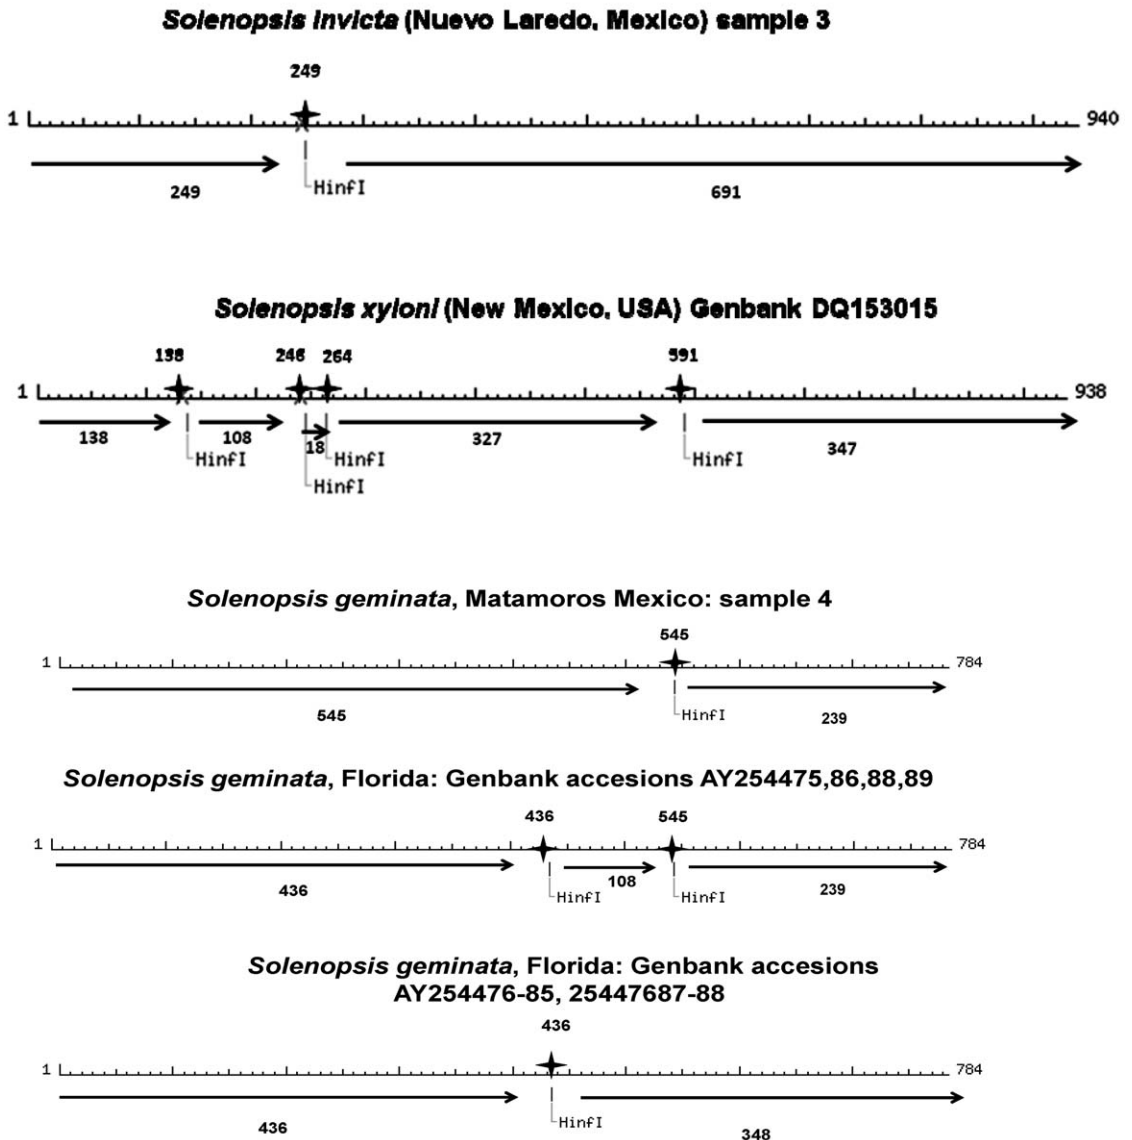 Solenopsis invicta (Nuevo Laredo, Mexico) sample 3
249
1 940
HinfI
249 691
Solenopsis xyloni (New Mexico, USA) Genbank DQ153015
138 246 264 591
1 938
138 108 18 327 347
HinfI HinfI HinfI
HinfI
Solenopsis geminata, Matamoros Mexico: sample 4
545
1 784
HinfI
545 239
Solenopsis geminata, Florida: Genbank accesions AY254475,86,88,89
436 545
1 784
436 108 239
HinfI HinfI
Solenopsis geminata, Florida: Genbank accesions
AY254476-85, 25447687-88
436
1 784
HinfI
436 348